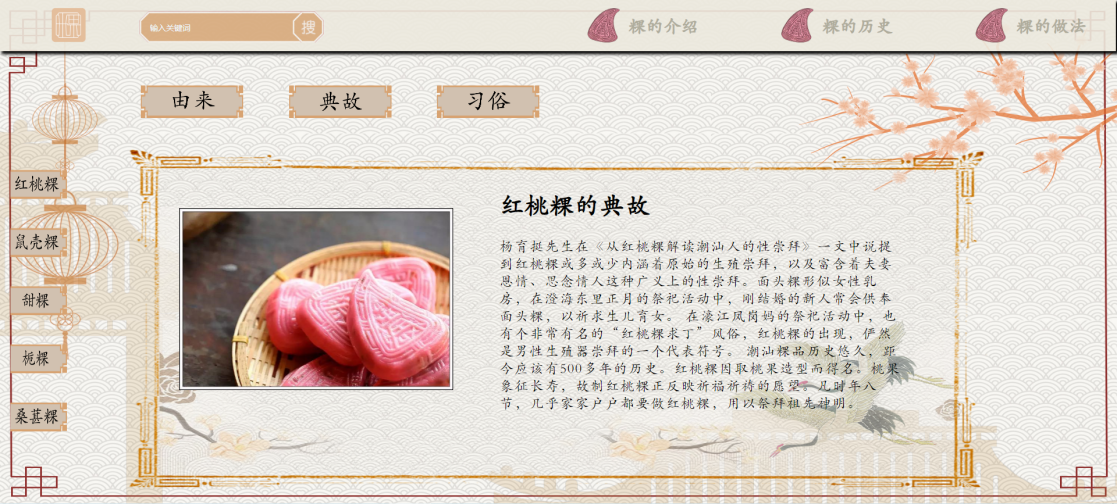 输入关键词
搜
粿的介绍
粿的历史
粿的做法
由来
典故
习俗
红桃粿
鼠壳粿
甜粿
栀粿
桑葚粿
红桃粿的典故
杨育挺先生在《从红桃粿解读潮汕人的性崇拜》一文中说提
到红桃粿或多或少内涵着原始的生殖崇拜，以及富含着夫妻
恩情、思念情人这种广义上的性崇拜。面头粿形似女性乳
房，在澄海东里正月的祭祀活动中，刚结婚的新人常会供奉
面头粿，以祈求生儿育女。 在濠江凤岗妈的祭祀活动中，也
有个非常有名的“红桃粿求丁”风俗，红桃粿的出现，俨然
是男性生殖器崇拜的一个代表符号。 潮汕粿品历史悠久，距
今应该有500多年的历史。红桃粿因取桃果造型而得名。桃果
象征长寿，故制红桃粿正反映祈福祈待的愿望。凡时年八
节，几乎家家户户都要做红桃粿，用以祭拜祖先神明。